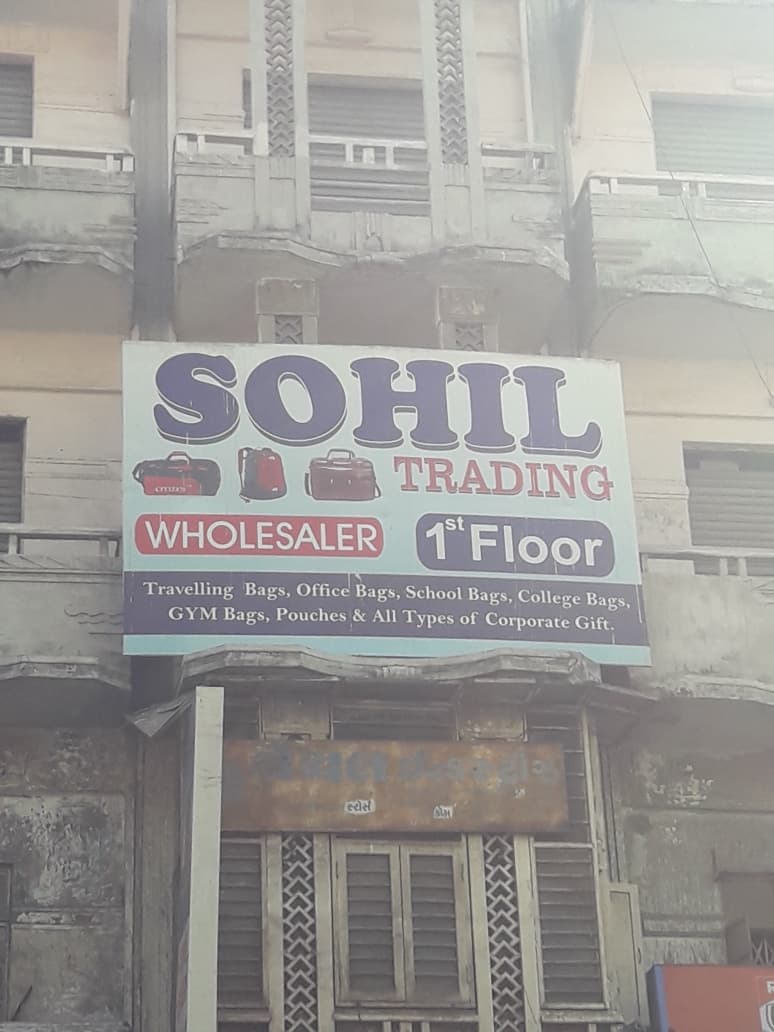 SOHIL
CITIZEN
TRADING
WHOLESALER
1st Floor
Travelling Bags, Office Bags, School Bags, College Bags,
GYM Bags, Pouches & All Types of Corporate Gift.
સ્ટોર્સ